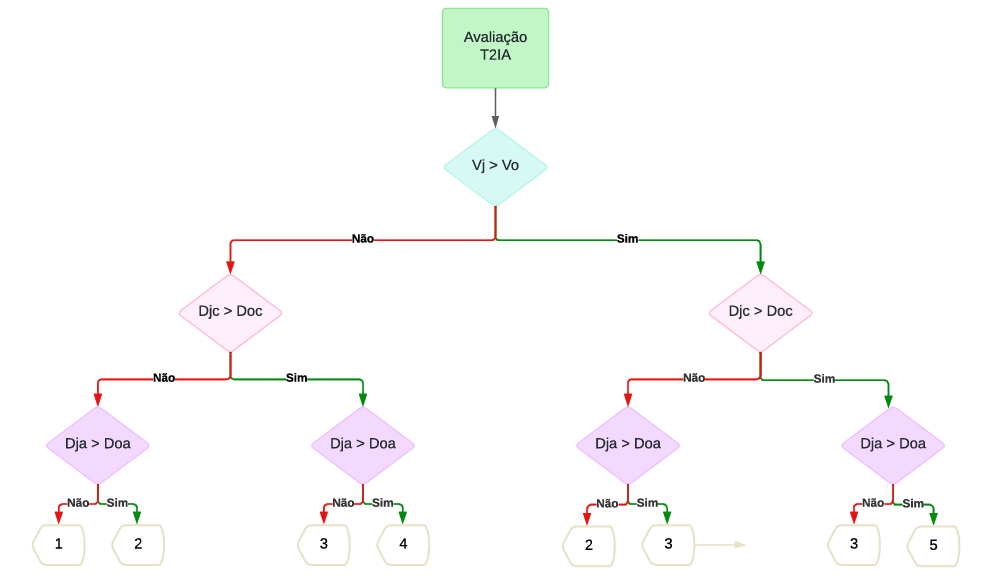 Avaliação
T2IA
Vj > Vo
Não
Sim
Djc > Doc
Djc > Doc
Não
Sim
Não
Sim
Dja > Doa
Dja > Doa
Dja > Doa
Dja > Doa
Não
Sim
Não
Sim
Não
Sim
Não
Sim
1
2
3
4
2
3
3
5